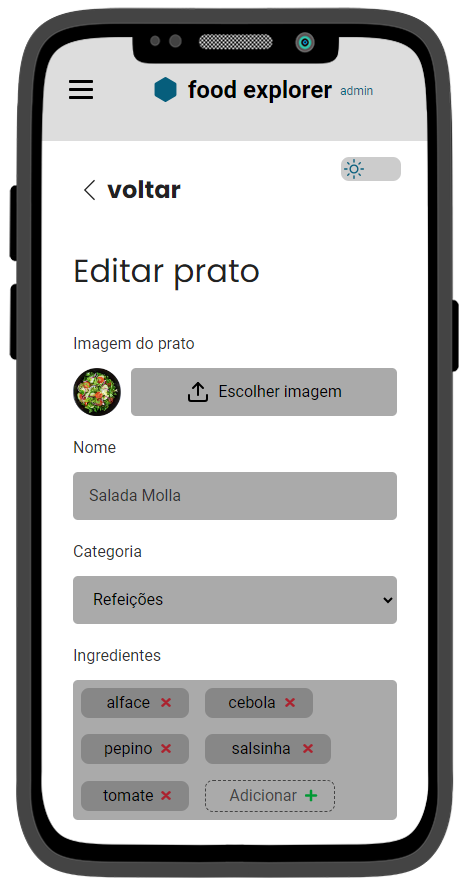 food explorer admin
voltar
Editar prato
Imagem do prato
Escolher imagem
Nome
Salada Molla
Categoria
Refeições
Ingredientes
alface cebola
pepino salsinha
tomate Adicionar